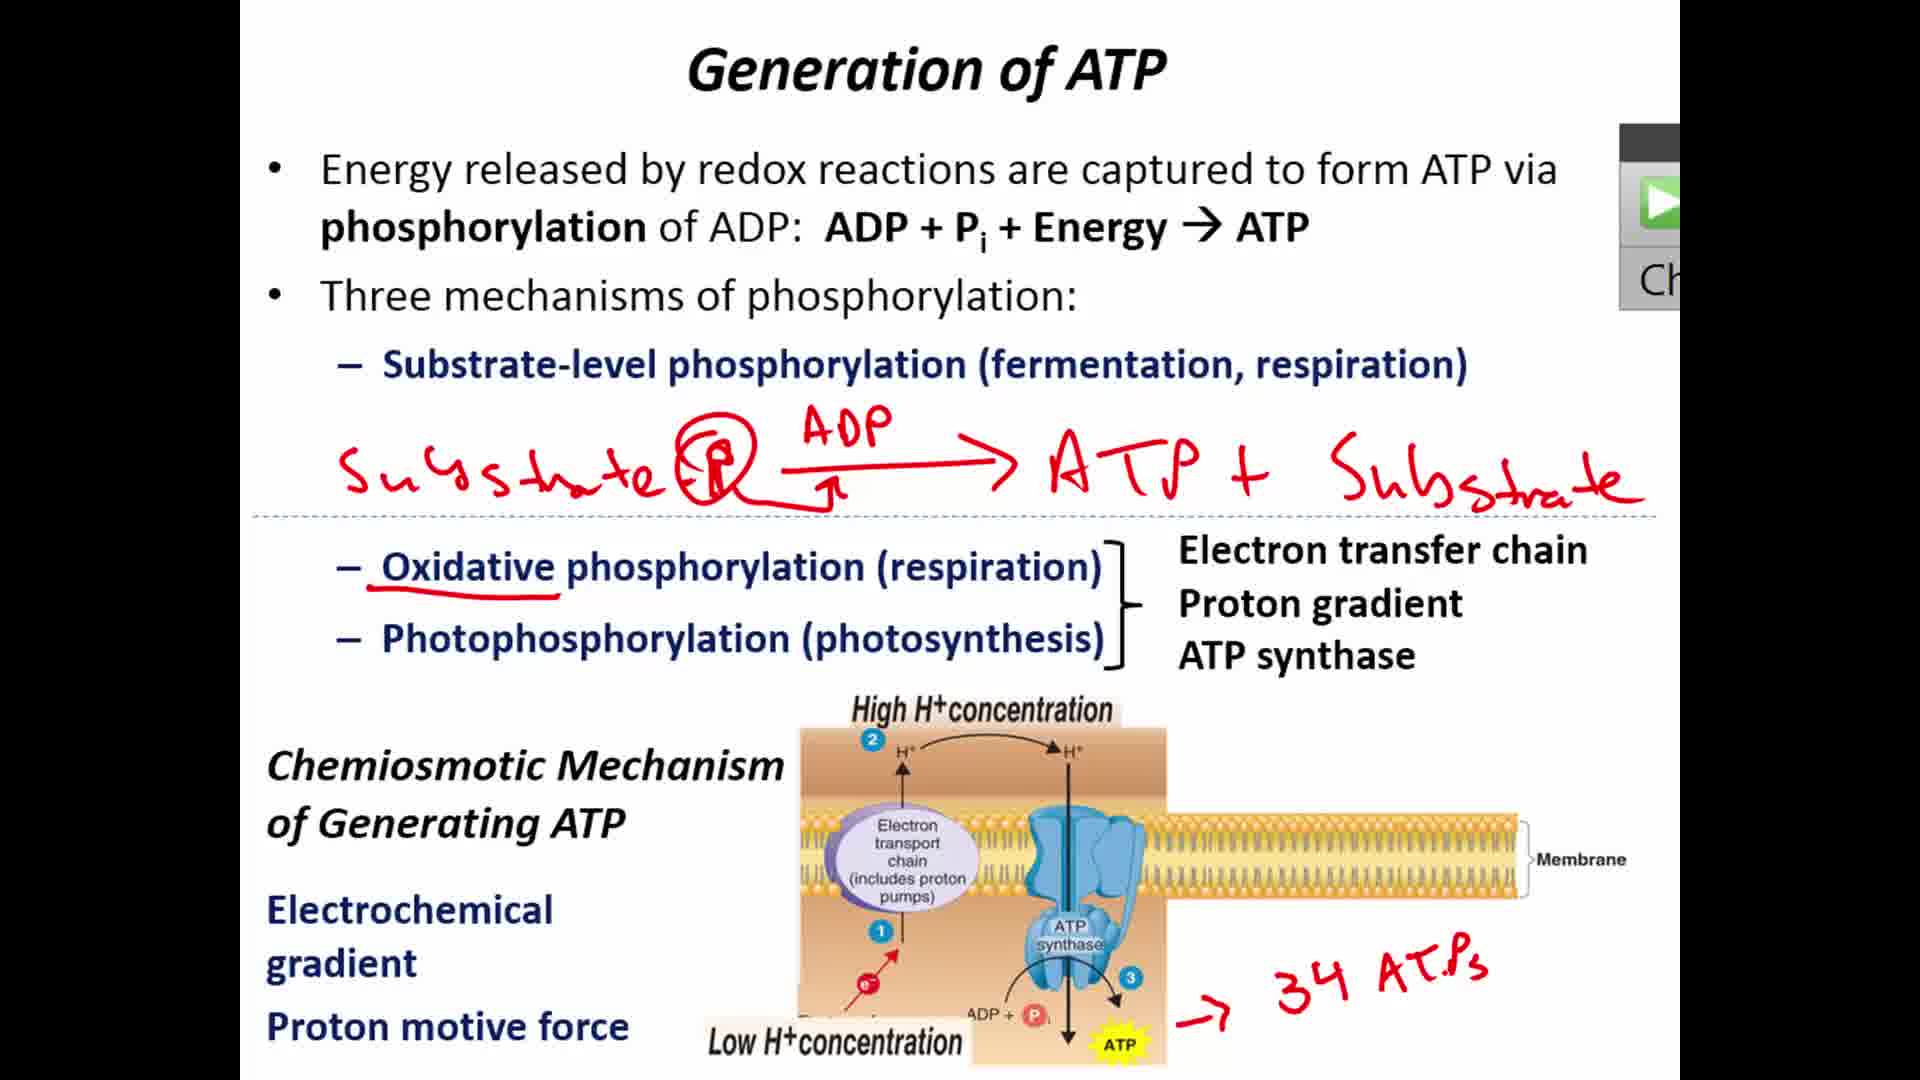 Generation of ATP
• Energy released by redox reactions are captured to form ATP via
phosphorylation of ADP: ADP + Pi + Energy → ATP
Ch
• Three mechanisms of phosphorylation:
– Substrate-level phosphorylation (fermentation, respiration)
ADP
Substrate-P → ATP + Substrate
– Oxidative phosphorylation (respiration)
– Photophosphorylation (photosynthesis)
Electron transfer chain
Proton gradient
ATP synthase
Chemiosmotic Mechanism
of Generating ATP
Electrochemical
gradient
Proton motive force
High H+concentration
2
H+
H+
Electron
transport
chain
(includes proton
pumps)
Membrane
1
ATP
synthase
e-
3
ADP + P i
ATP
Low H+concentration
→ 34 ATPs